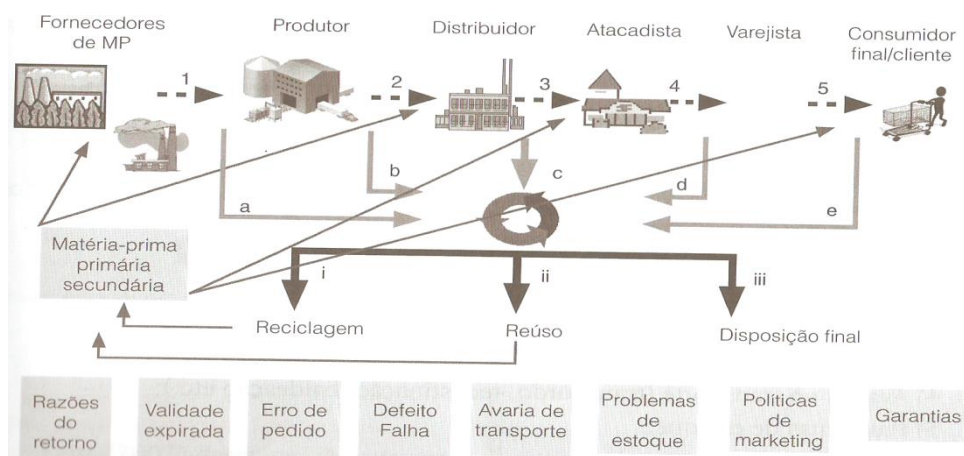 Fornecedores
de MP
Produtor
Distribuidor
Atacadista
Varejista
Consumidor
final/cliente
1
2
3
4
5
a
b
c
d
e
Matéria-prima
primária
secundária
i
ii
iii
Reciclagem
Reúso
Disposição final
Razões
do
retorno
Validade
expirada
Erro de
pedido
Defeito
Falha
Avaria de
transporte
Problemas
de
estoque
Políticas
de
marketing
Garantias